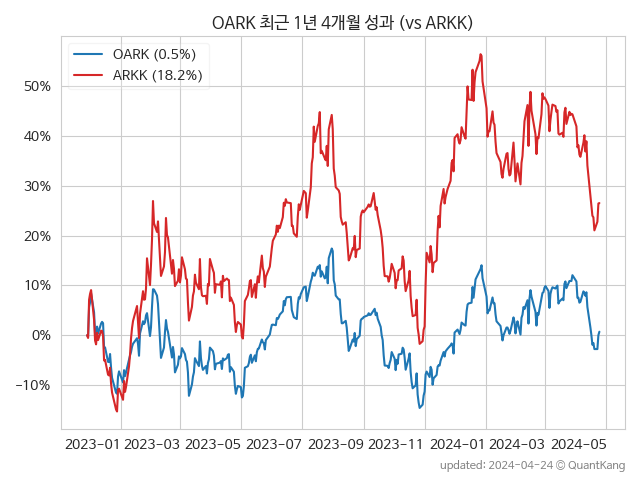 OARK 최근 1년 4개월 성과 (vs ARKK)
OARK (0.5%)
ARKK (18.2%)
50%
40%
30%
20%
10%
0%
−10%
2023-01 2023-03 2023-05 2023-07 2023-09 2023-11 2024-01 2024-03 2024-05
updated: 2024-04-24 © QuantKang